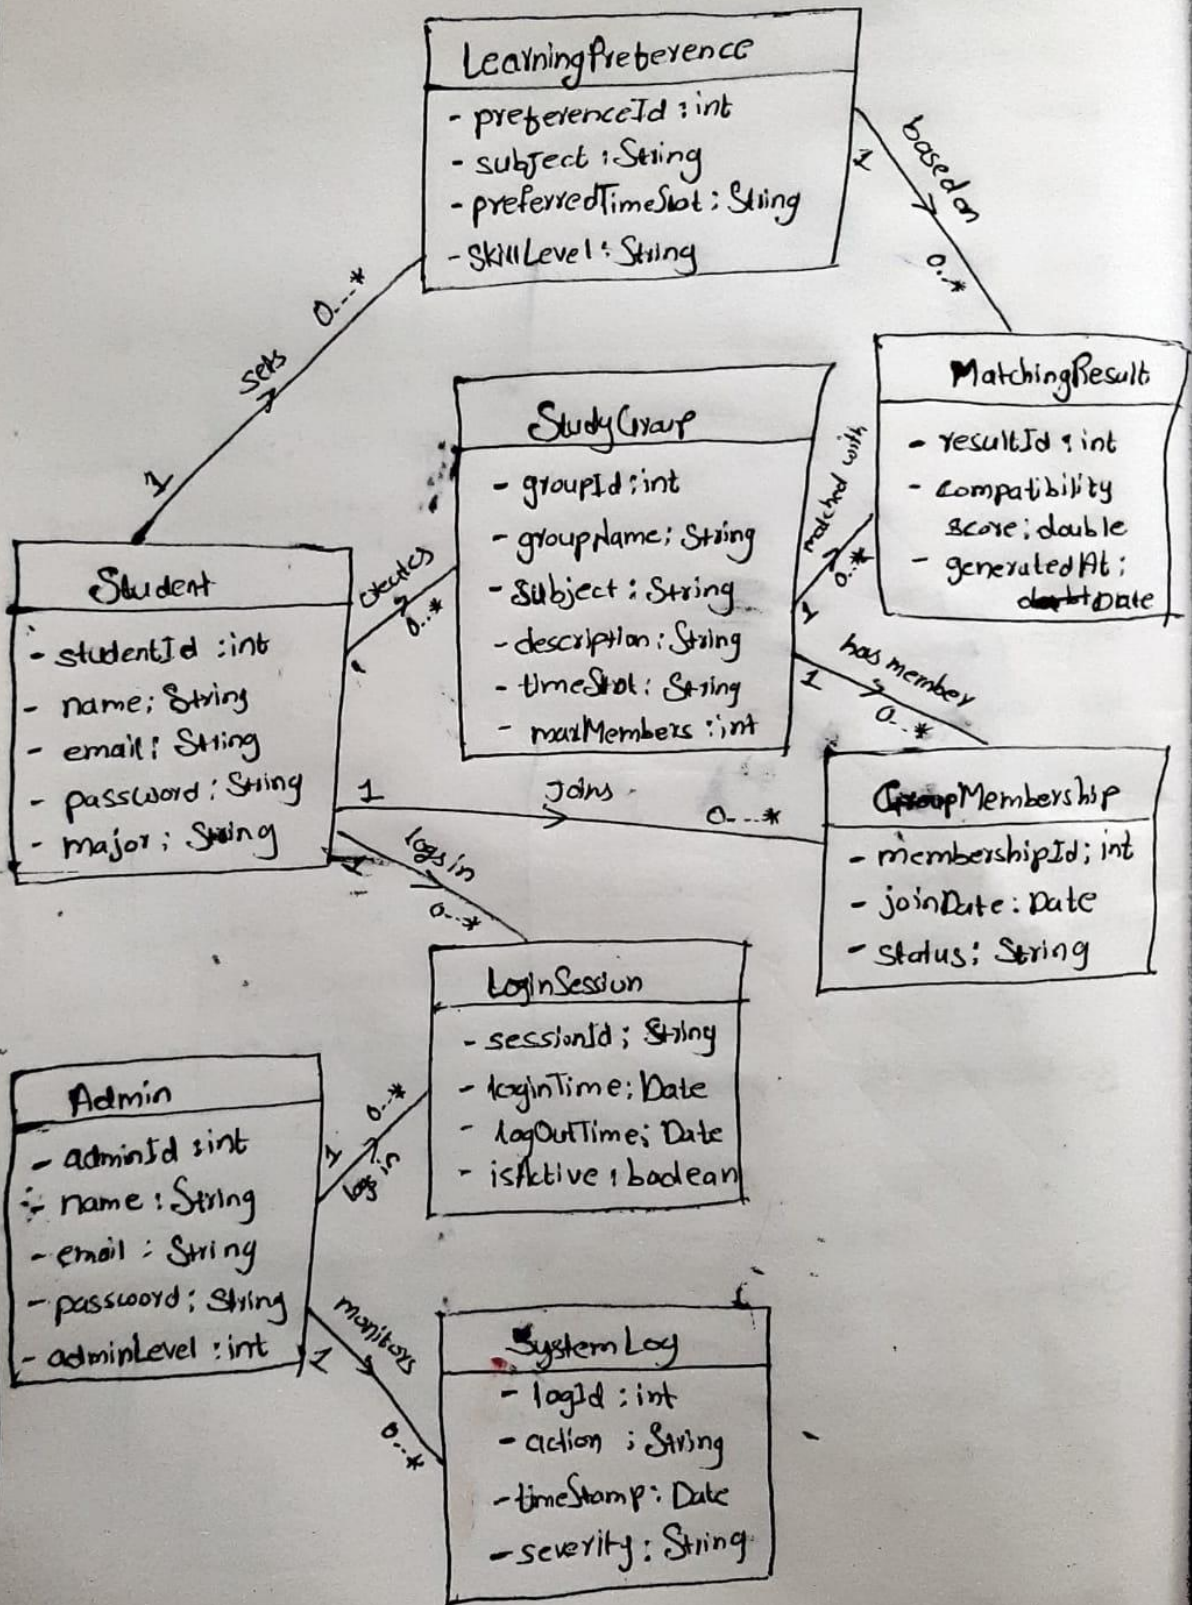 LearningPreference
- preferenceId : int
- subject : String
- preferredTimeSlot : String
- SkillLevel : String
based on
1
0..*
0...*
sets
1
MatchingResult
- resultId : int
- compatibility
score : double
- generatedAt :
Date
StudyGroup
- groupId : int
- groupName : String
- Subject : String
- description : String
- timeSlot : String
- maxMembers : int
matched with
0..*
1
creates
0..*
Student
- studentId : int
- name : String
- email : String
- password : String
- major : String
has member
1
0...*
1
Joins
0....*
GroupMembership
- membershipId : int
- joinDate : Date
- status : String
logs in
1
0...*
LoginSession
- sessionId : String
- loginTime : Date
- logOutTime : Date
- isActive : boolean
Admin
- adminId : int
- name : String
- email : String
- password : String
- adminLevel : int
0..*
1
logs in
monitors
1
0...*
SystemLog
- logId : int
- action : String
- timeStamp : Date
- severity : String